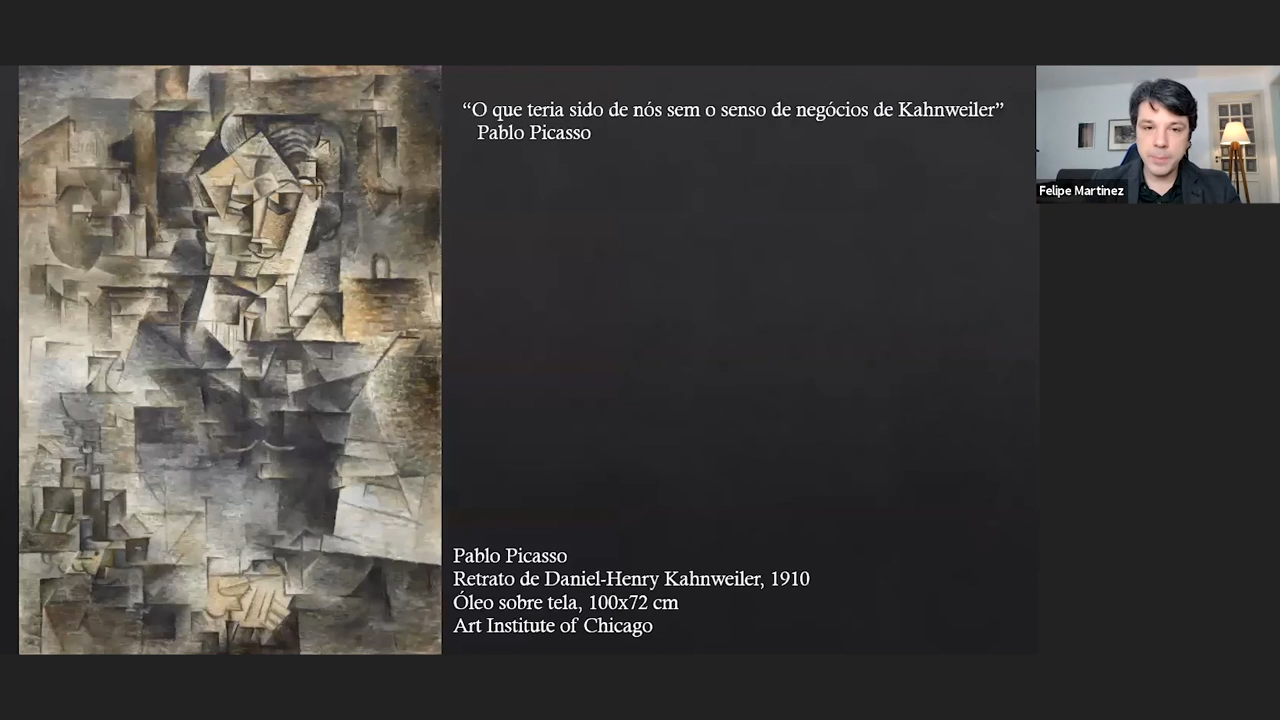 “O que teria sido de nós sem o senso de negócios de Kahnweiler”
Pablo Picasso
Felipe Martinez
Pablo Picasso
Retrato de Daniel-Henry Kahnweiler, 1910
Óleo sobre tela, 100x72 cm
Art Institute of Chicago